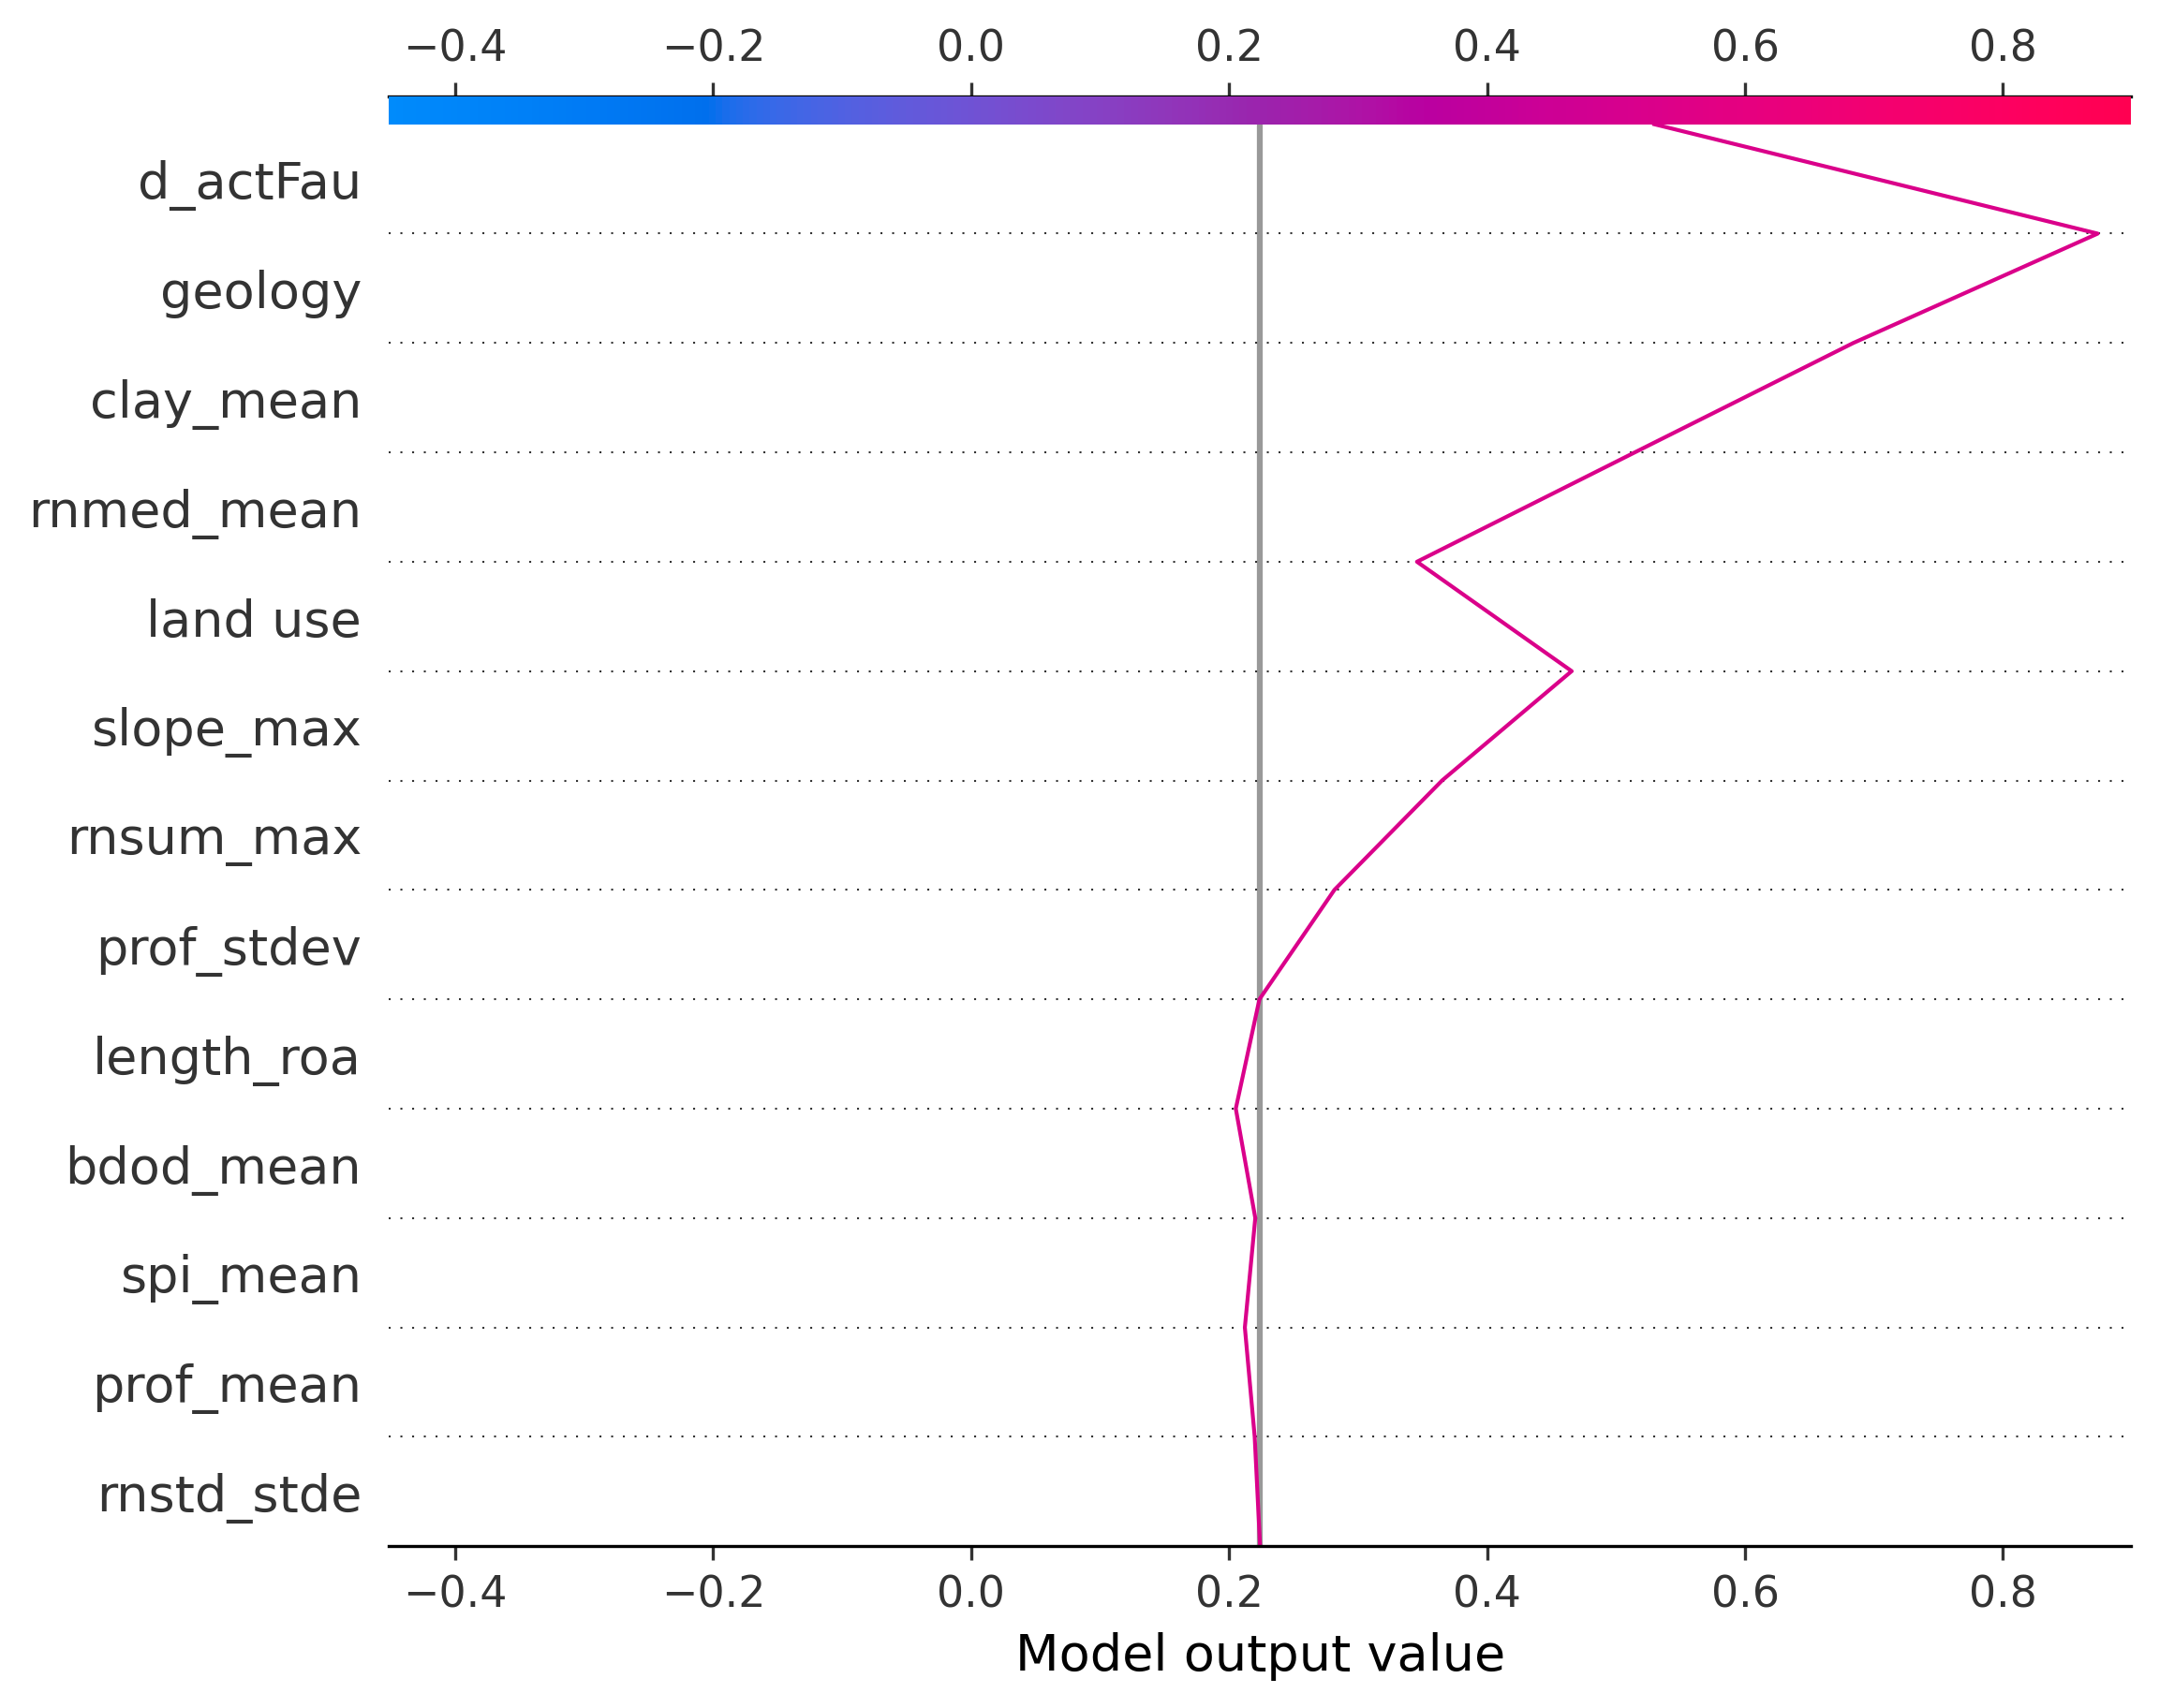 −0.4 −0.2 0.0 0.2 0.4 0.6 0.8
d_actFau
geology
clay_mean
rnmed_mean
land use
slope_max
rnsum_max
prof_stdev
length_roa
bdod_mean
spi_mean
prof_mean
rnstd_stde
−0.4 −0.2 0.0 0.2 0.4 0.6 0.8
Model output value